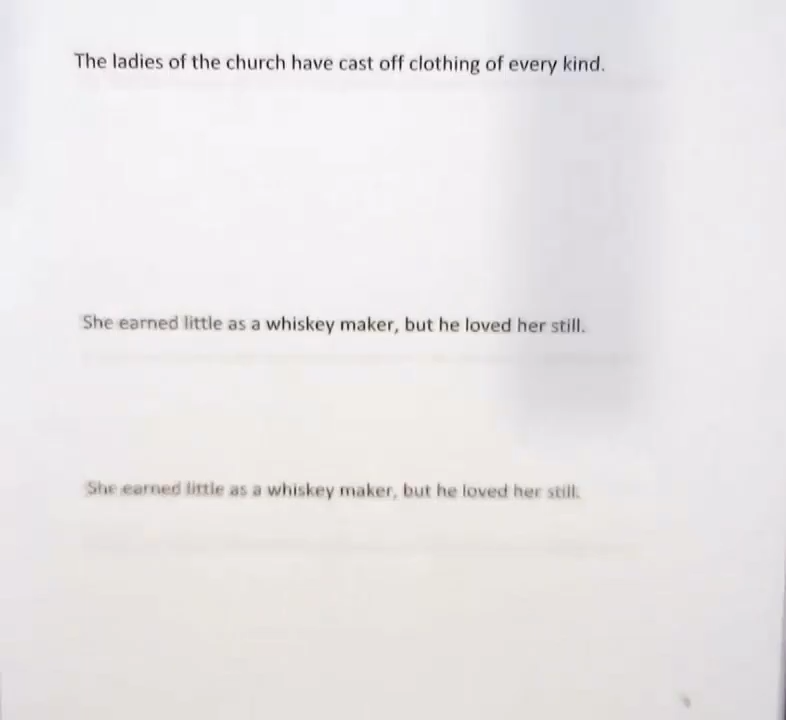 The ladies of the church have cast off clothing of every kind.
She earned little as a whiskey maker, but he loved her still.
She earned little as a whiskey maker, but he loved her still.